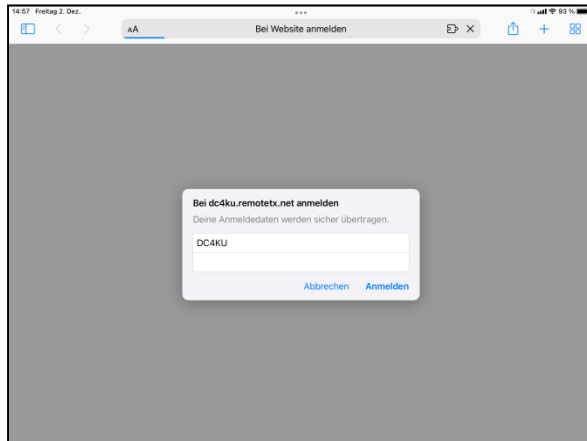 14:57 Freitag 2. Dez.
93 %
AA
Bei Website anmelden
Bei dc4ku.remotetx.net anmelden
Deine Anmeldedaten werden sicher übertragen.
DC4KU
Abbrechen Anmelden